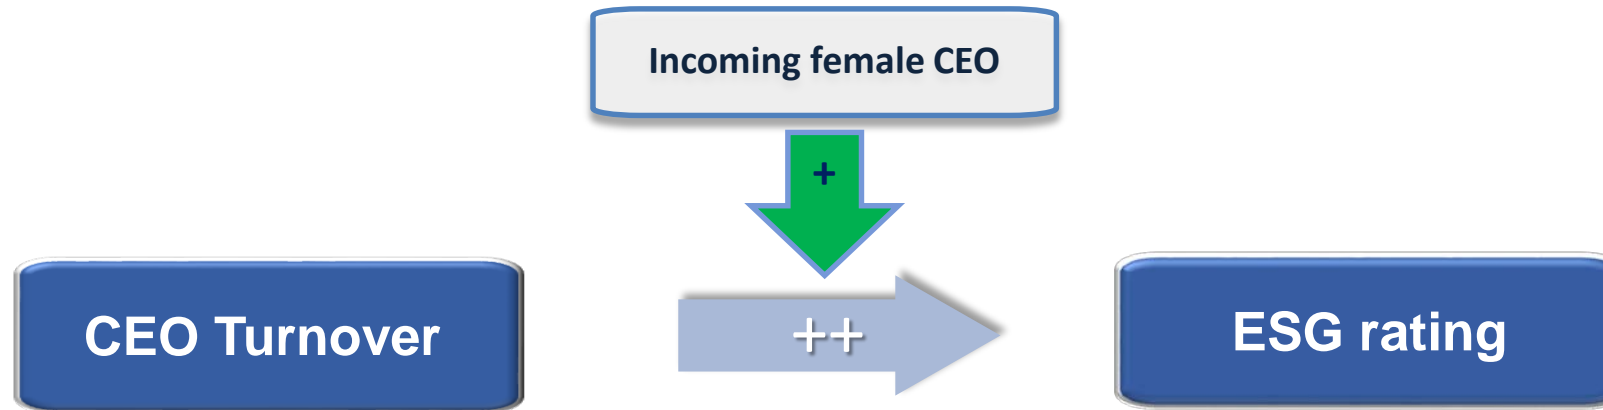 Incoming female CEO
+
CEO Turnover
++
ESG rating